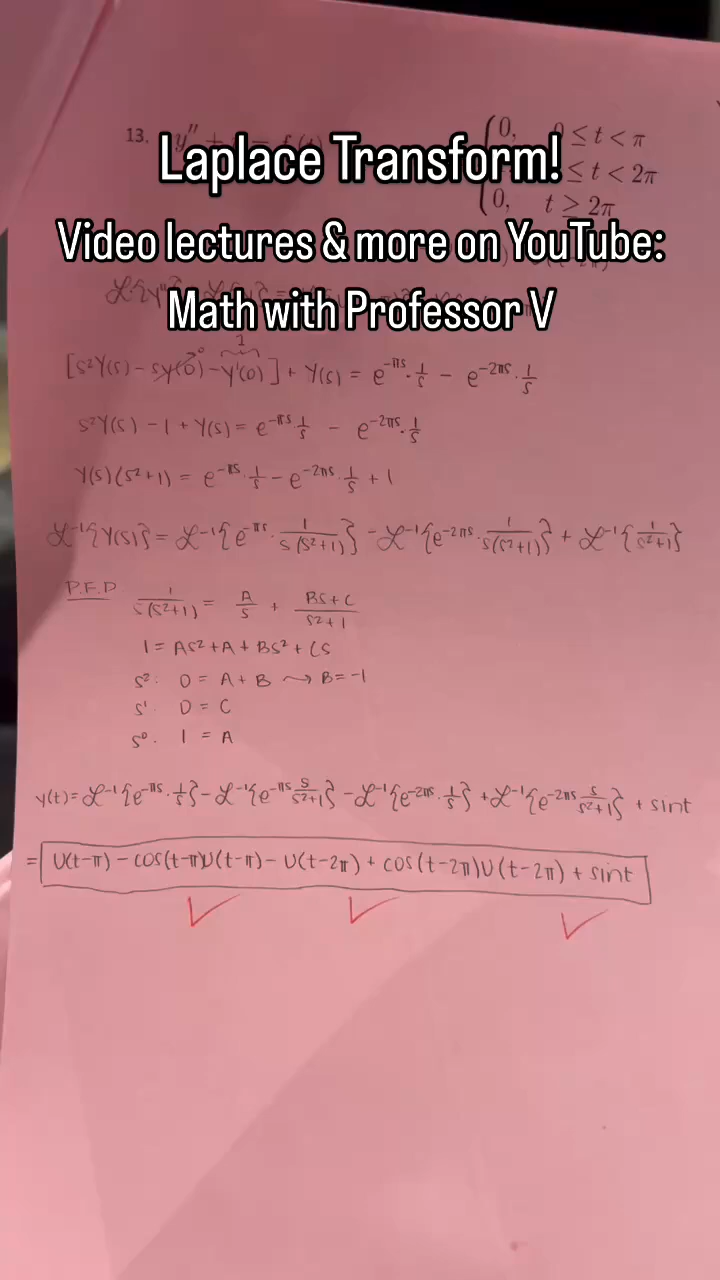 13. y''
{0, 0 ≤ t < π
≤ t < 2π
0, t ≥ 2π
Laplace Transform!
Video lectures & more on YouTube:
Math with Professor V
1
[s²Y(s) - sy(0)⁰ - y'(0)] + Y(s) = e^-πs · 1/s - e^-2πs · 1/s
s²Y(s) - 1 + Y(s) = e^-πs 1/s - e^-2πs · 1/s
Y(s)(s²+1) = e^-πs · 1/s - e^-2πs · 1/s + 1
ℒ⁻¹{Y(s)} = ℒ⁻¹{e^-πs · 1/s(s²+1)} - ℒ⁻¹{e^-2πs · 1/s(s²+1)} + ℒ⁻¹{1/s²+1}
P.F.D 1/s(s²+1) = A/s + Bs+C/s²+1
1 = As²+A+Bs²+Cs
s²: 0 = A+B ⟿ B=-1
s¹. 0 = C
s⁰. 1 = A
y(t)= ℒ⁻¹{e^-πs · 1/s} - ℒ⁻¹{e^-πs s/s²+1} - ℒ⁻¹{e^-2πs · 1/s} + ℒ⁻¹{e^-2πs s/s²+1} + sint
= U(t-π) - cos(t-π)U(t-π) - U(t-2π) + cos(t-2π)U(t-2π) + sint